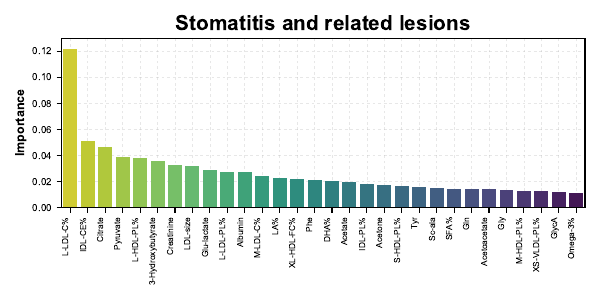 Stomatitis and related lesions
Importance
0.12
0.10
0.08
0.06
0.04
0.02
0.00
L-LDL-C%
IDL-CE%
Citrate
Pyruvate
L-HDL-PL%
3-Hydroxybutyrate
Creatinine
LDL-size
Glu-lactate
L-LDL-PL%
Albumin
M-LDL-C%
LA%
XL-HDL-FC%
Phe
DHA%
Acetate
IDL-PL%
Acetone
S-HDL-PL%
Tyr
Sc-ala
SFA%
Gln
Acetoacetate
Gly
M-HDL-PL%
XS-VLDL-PL%
GlycA
Omega-3%